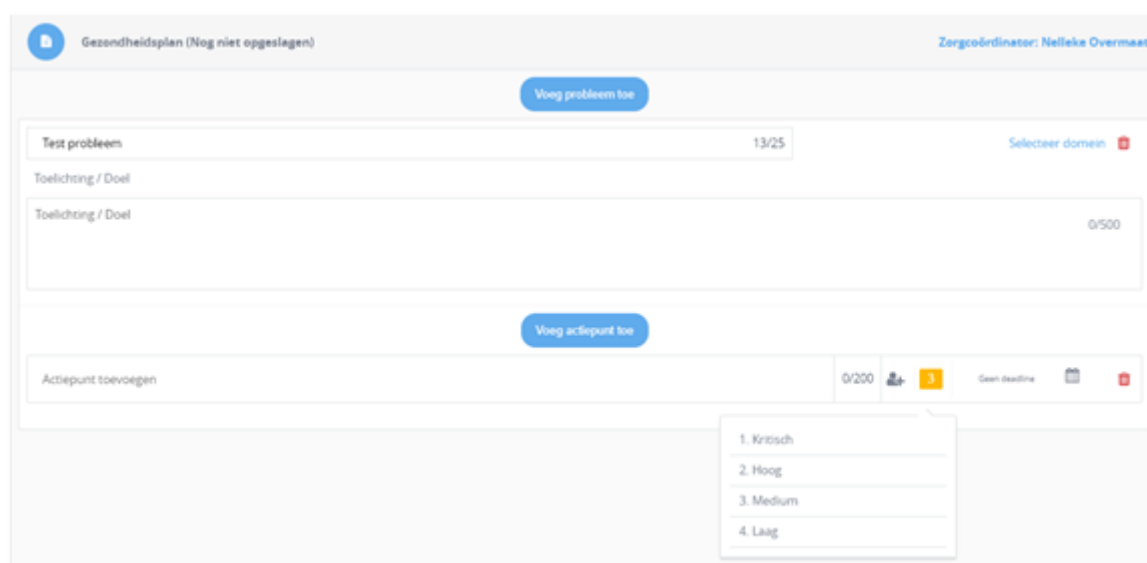 Gezondheidsplan (Nog niet opgeslagen) Zorgcoördinator: Nelleke Overmaat
Voeg probleem toe
Test probleem 13/25 Selecteer domein
Toelichting / Doel
Toelichting / Doel
0/500
Voeg actiepunt toe
Actiepunt toevoegen 0/200 3 Geen deadline
1. Kritisch
2. Hoog
3. Medium
4. Laag